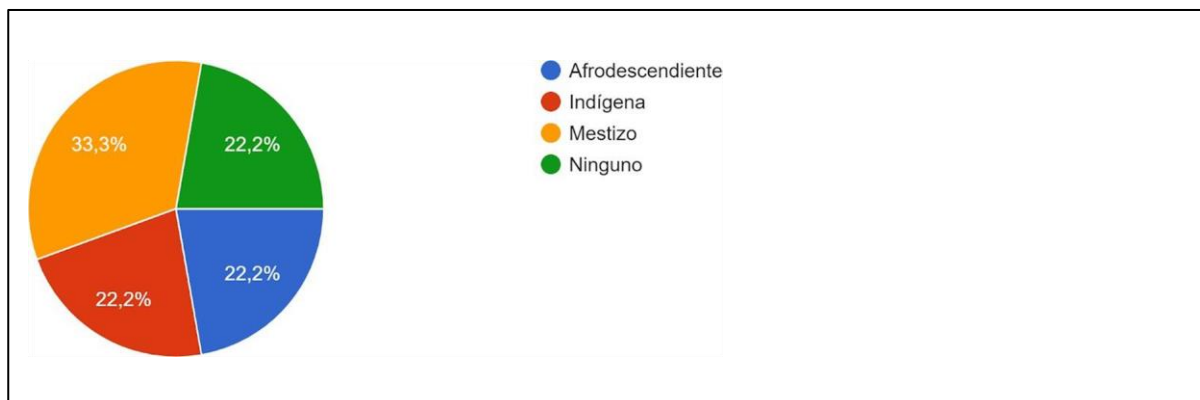 Afrodescendiente
Indígena
Mestizo
Ninguno
33,3%
22,2%
22,2%
22,2%